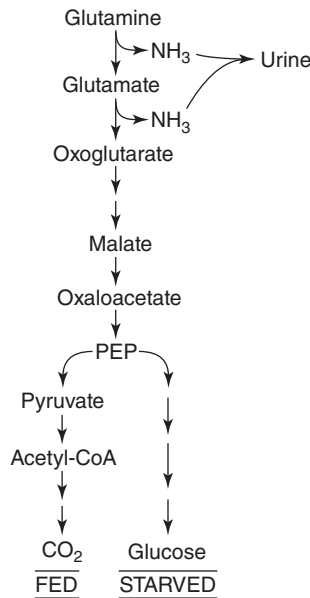 Glutamine
NH₃
Urine
Glutamate
NH₃
Oxoglutarate
Malate
Oxaloacetate
PEP
Pyruvate
Acetyl-CoA
CO₂ Glucose
FED STARVED